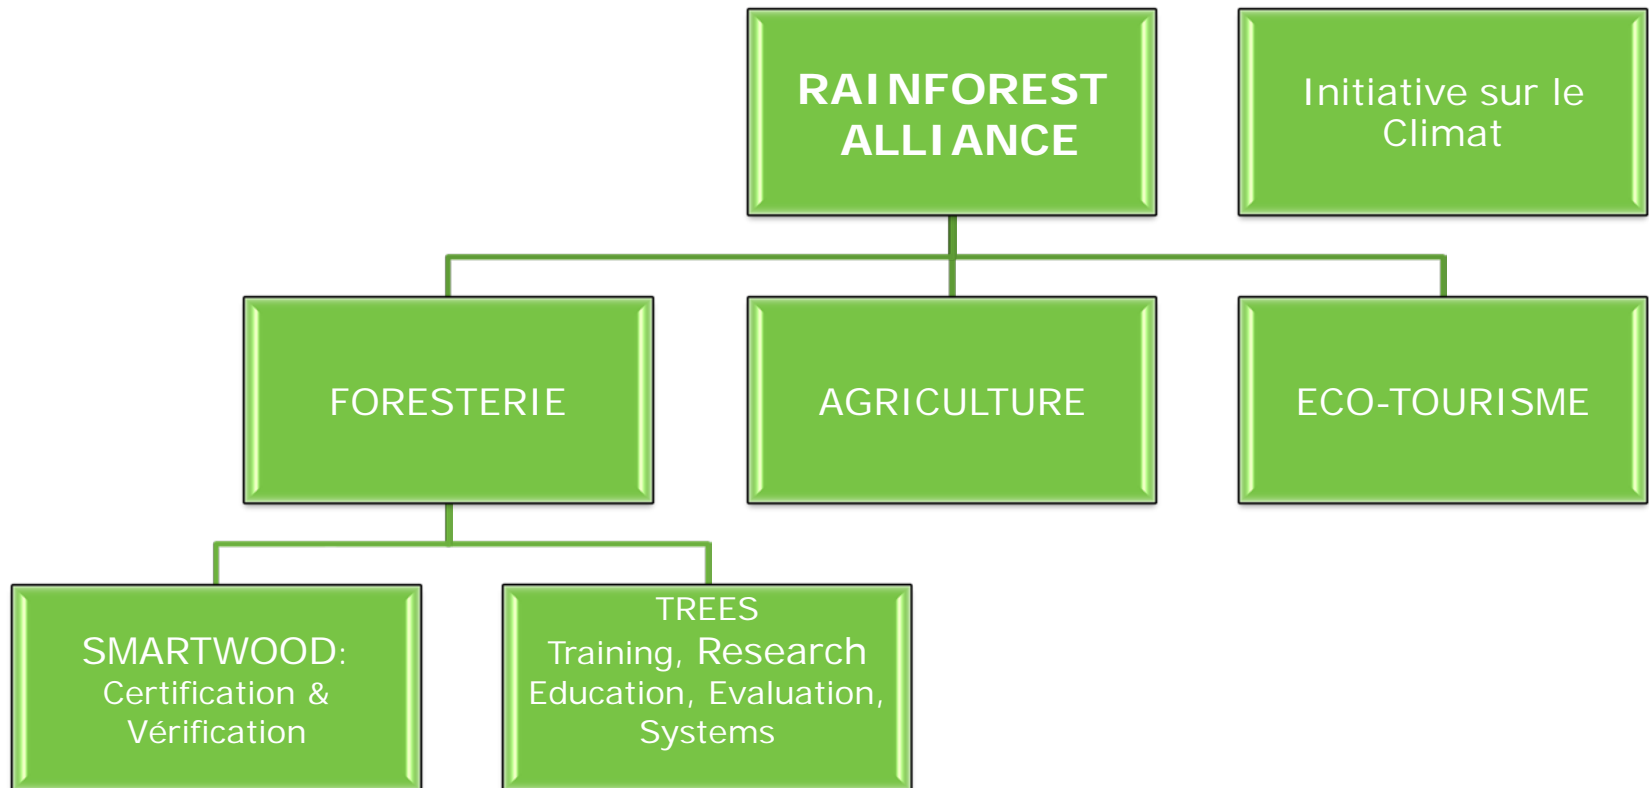 RAINFOREST
ALLIANCE
Initiative sur le
Climat
FORESTERIE
AGRICULTURE
ECO-TOURISME
SMARTWOOD:
Certification &
Vérification
TREES
Training, Research
Education, Evaluation,
Systems